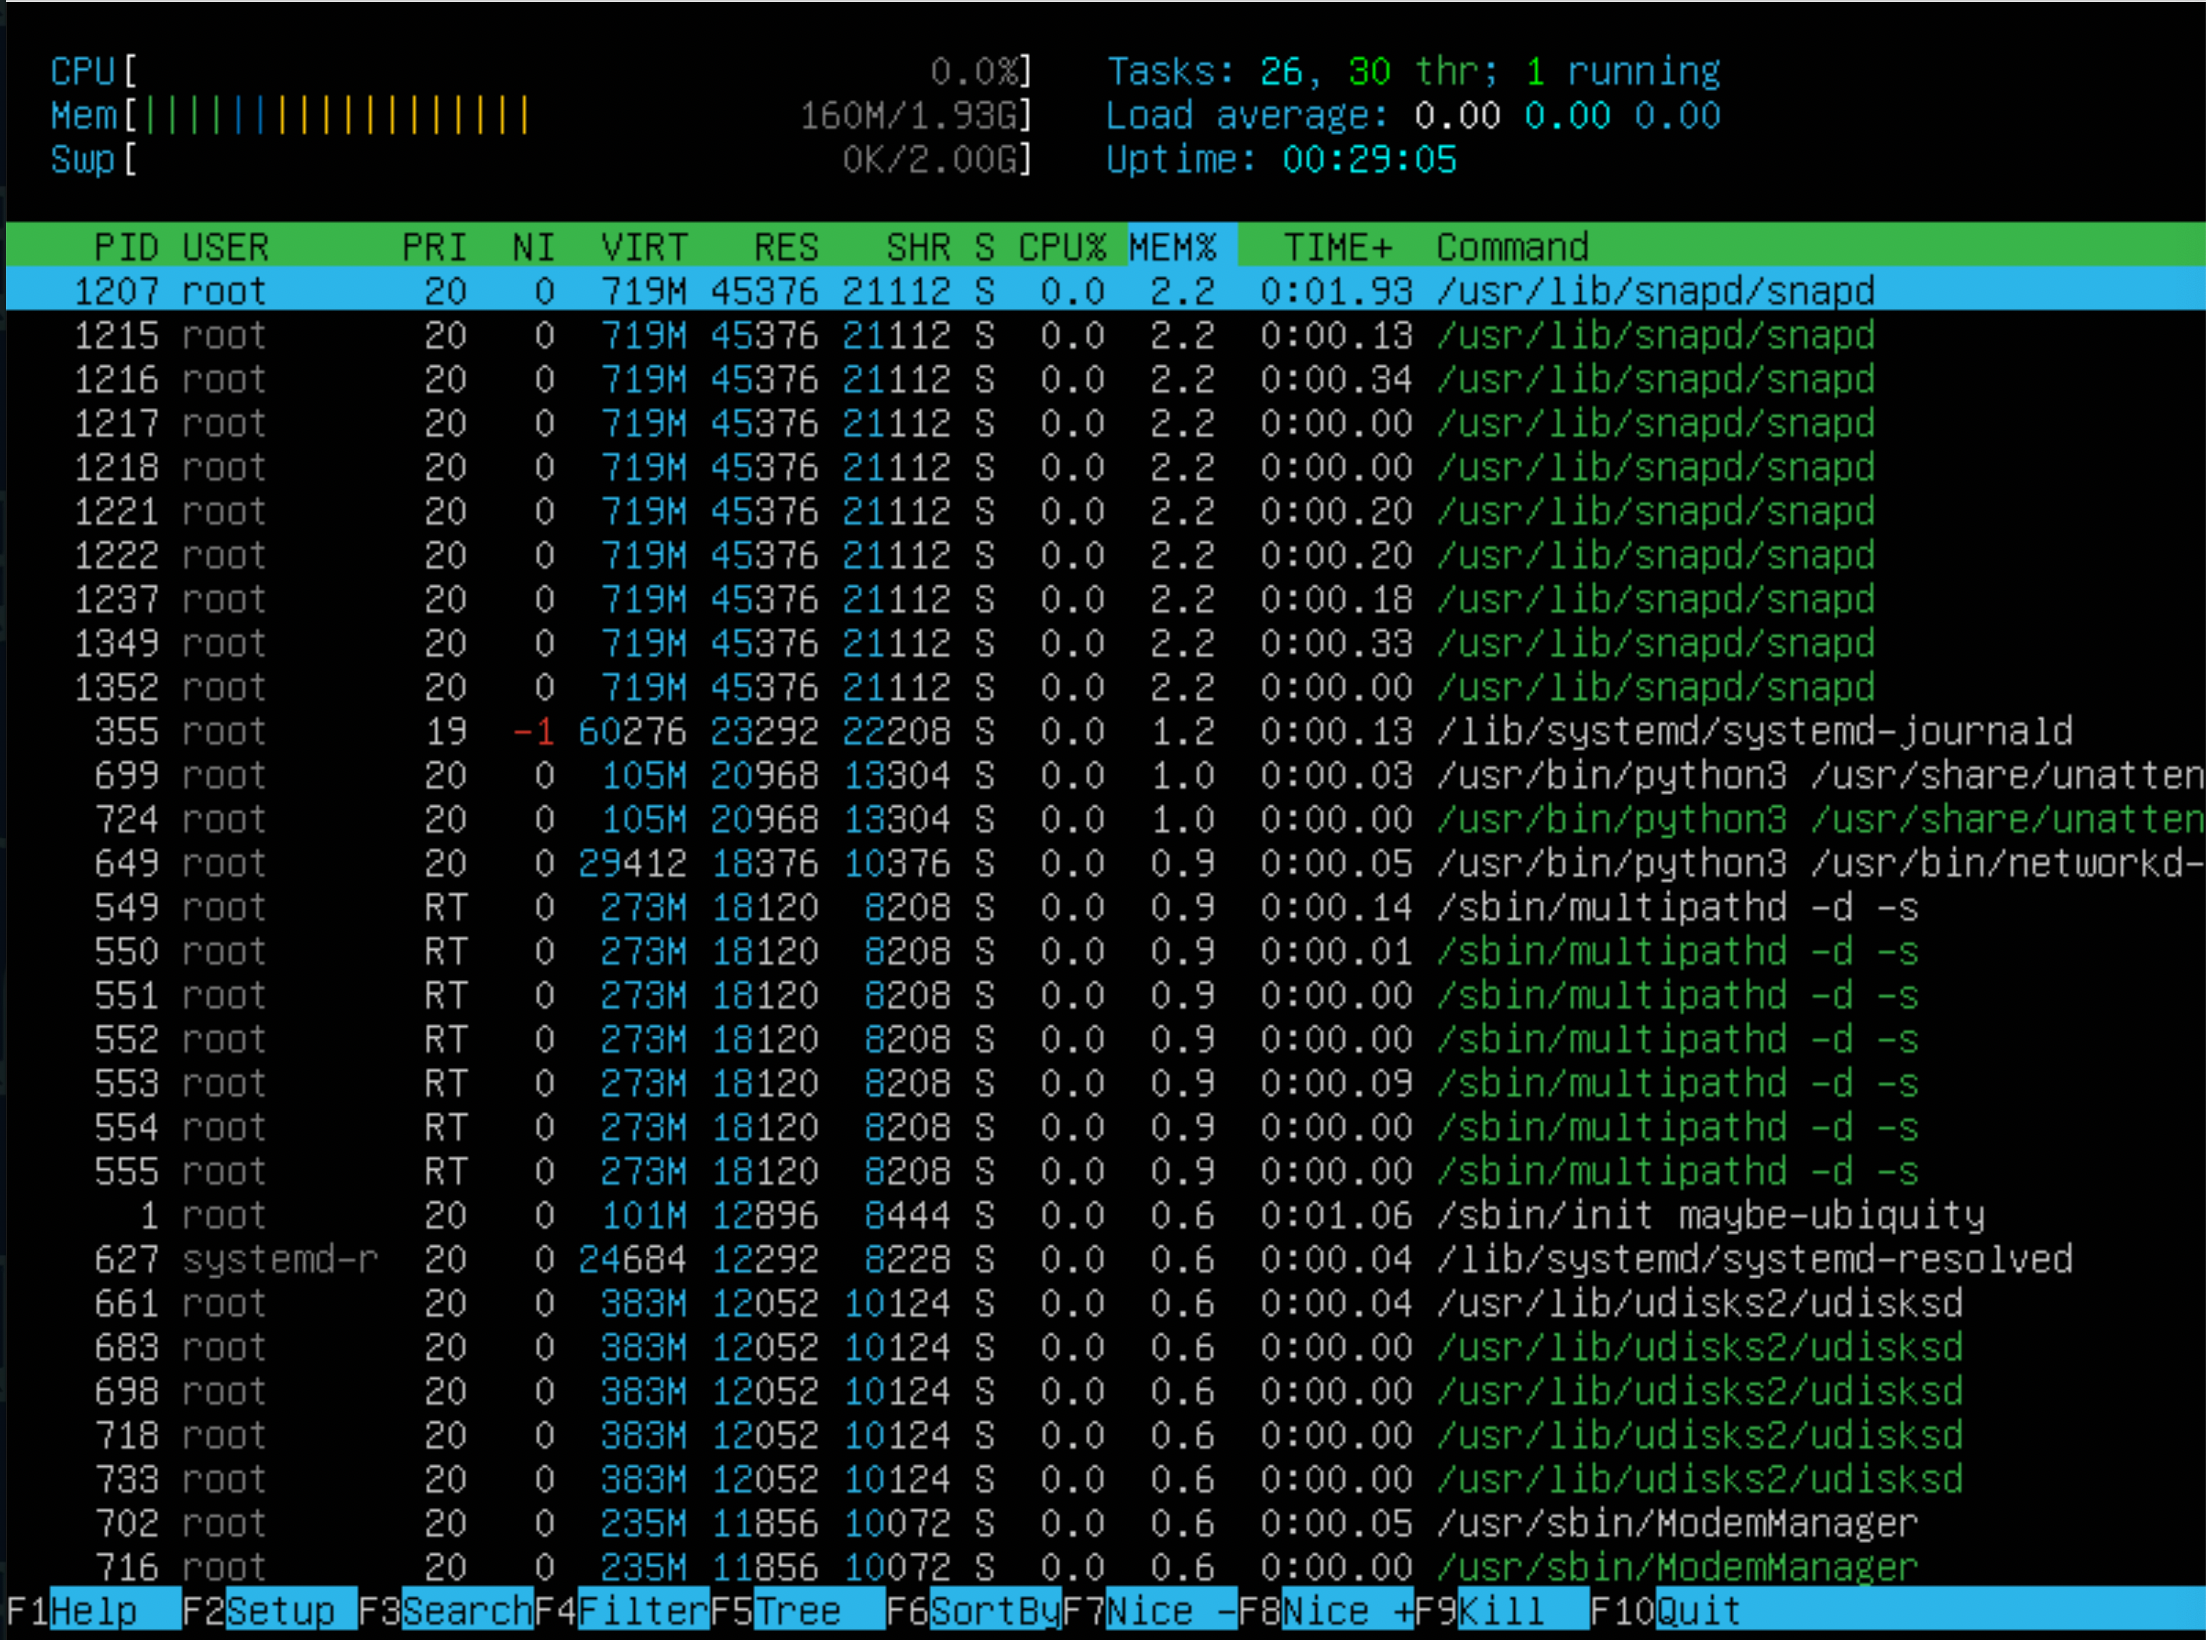 CPU[ 0.0%] Tasks: 26, 30 thr; 1 running
Mem[|||||||||||||||||| 160M/1.93G] Load average: 0.00 0.00 0.00
Swp[ 0K/2.00G] Uptime: 00:29:05
PID USER PRI NI VIRT RES SHR S CPU% MEM% TIME+ Command
1207 root 20 0 719M 45376 21112 S 0.0 2.2 0:01.93 /usr/lib/snapd/snapd
1215 root 20 0 719M 45376 21112 S 0.0 2.2 0:00.13 /usr/lib/snapd/snapd
1216 root 20 0 719M 45376 21112 S 0.0 2.2 0:00.34 /usr/lib/snapd/snapd
1217 root 20 0 719M 45376 21112 S 0.0 2.2 0:00.00 /usr/lib/snapd/snapd
1218 root 20 0 719M 45376 21112 S 0.0 2.2 0:00.00 /usr/lib/snapd/snapd
1221 root 20 0 719M 45376 21112 S 0.0 2.2 0:00.20 /usr/lib/snapd/snapd
1222 root 20 0 719M 45376 21112 S 0.0 2.2 0:00.20 /usr/lib/snapd/snapd
1237 root 20 0 719M 45376 21112 S 0.0 2.2 0:00.18 /usr/lib/snapd/snapd
1349 root 20 0 719M 45376 21112 S 0.0 2.2 0:00.33 /usr/lib/snapd/snapd
1352 root 20 0 719M 45376 21112 S 0.0 2.2 0:00.00 /usr/lib/snapd/snapd
355 root 19 -1 60276 23292 22208 S 0.0 1.2 0:00.13 /lib/systemd/systemd-journald
699 root 20 0 105M 20968 13304 S 0.0 1.0 0:00.03 /usr/bin/python3 /usr/share/unatten
724 root 20 0 105M 20968 13304 S 0.0 1.0 0:00.00 /usr/bin/python3 /usr/share/unatten
649 root 20 0 29412 18376 10376 S 0.0 0.9 0:00.05 /usr/bin/python3 /usr/bin/networkd-
549 root RT 0 273M 18120 8208 S 0.0 0.9 0:00.14 /sbin/multipathd -d -s
550 root RT 0 273M 18120 8208 S 0.0 0.9 0:00.01 /sbin/multipathd -d -s
551 root RT 0 273M 18120 8208 S 0.0 0.9 0:00.00 /sbin/multipathd -d -s
552 root RT 0 273M 18120 8208 S 0.0 0.9 0:00.00 /sbin/multipathd -d -s
553 root RT 0 273M 18120 8208 S 0.0 0.9 0:00.09 /sbin/multipathd -d -s
554 root RT 0 273M 18120 8208 S 0.0 0.9 0:00.00 /sbin/multipathd -d -s
555 root RT 0 273M 18120 8208 S 0.0 0.9 0:00.00 /sbin/multipathd -d -s
1 root 20 0 101M 12896 8444 S 0.0 0.6 0:01.06 /sbin/init maybe-ubiquity
627 systemd-r 20 0 24684 12292 8228 S 0.0 0.6 0:00.04 /lib/systemd/systemd-resolved
661 root 20 0 383M 12052 10124 S 0.0 0.6 0:00.04 /usr/lib/udisks2/udisksd
683 root 20 0 383M 12052 10124 S 0.0 0.6 0:00.00 /usr/lib/udisks2/udisksd
698 root 20 0 383M 12052 10124 S 0.0 0.6 0:00.00 /usr/lib/udisks2/udisksd
718 root 20 0 383M 12052 10124 S 0.0 0.6 0:00.00 /usr/lib/udisks2/udisksd
733 root 20 0 383M 12052 10124 S 0.0 0.6 0:00.00 /usr/lib/udisks2/udisksd
702 root 20 0 235M 11856 10072 S 0.0 0.6 0:00.05 /usr/sbin/ModemManager
716 root 20 0 235M 11856 10072 S 0.0 0.6 0:00.00 /usr/sbin/ModemManager
F1Help F2Setup F3SearchF4FilterF5Tree F6SortByF7Nice -F8Nice +F9Kill F10Quit